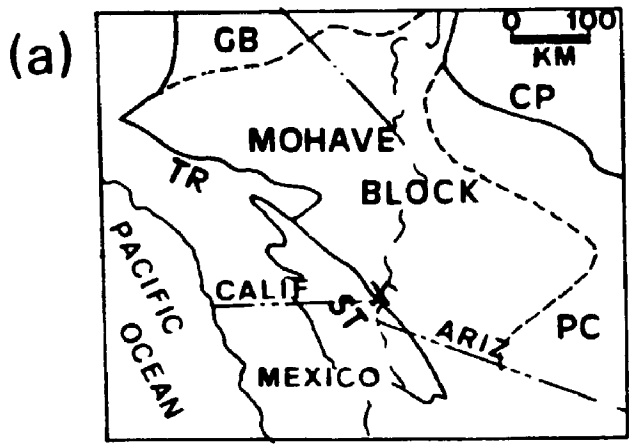 (a)
GB
0 100
KM
CP
MOHAVE
TR
BLOCK
PACIFIC
OCEAN
CALIF
ST
ARIZ
PC
MEXICO